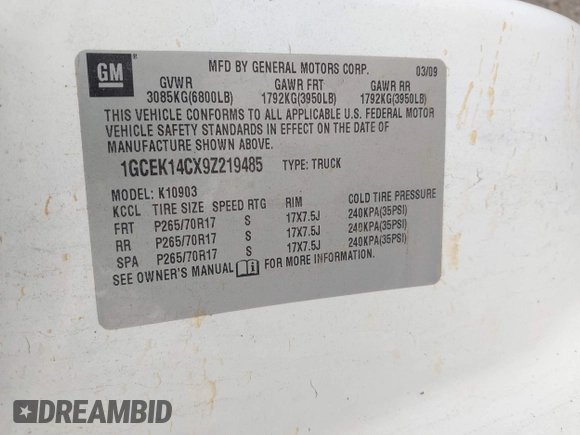 GM
MFD BY GENERAL MOTORS CORP. 03/09
GVWR GAWR FRT GAWR RR
3085KG(6800LB) 1792KG(3950LB) 1792KG(3950LB)
THIS VEHICLE CONFORMS TO ALL APPLICABLE U.S. FEDERAL MOTOR
VEHICLE SAFETY STANDARDS IN EFFECT ON THE DATE OF
MANUFACTURE SHOWN ABOVE.
1GCEK14CX9Z219485 TYPE: TRUCK
MODEL: K10903
KCCL TIRE SIZE SPEED RTG RIM COLD TIRE PRESSURE
FRT P265/70R17 S 17X7.5J 240KPA(35PSI)
RR P265/70R17 S 17X7.5J 240KPA(35PSI)
SPA P265/70R17 S 17X7.5J 240KPA(35PSI)
SEE OWNER'S MANUAL FOR MORE INFORMATION.
DREAMBID